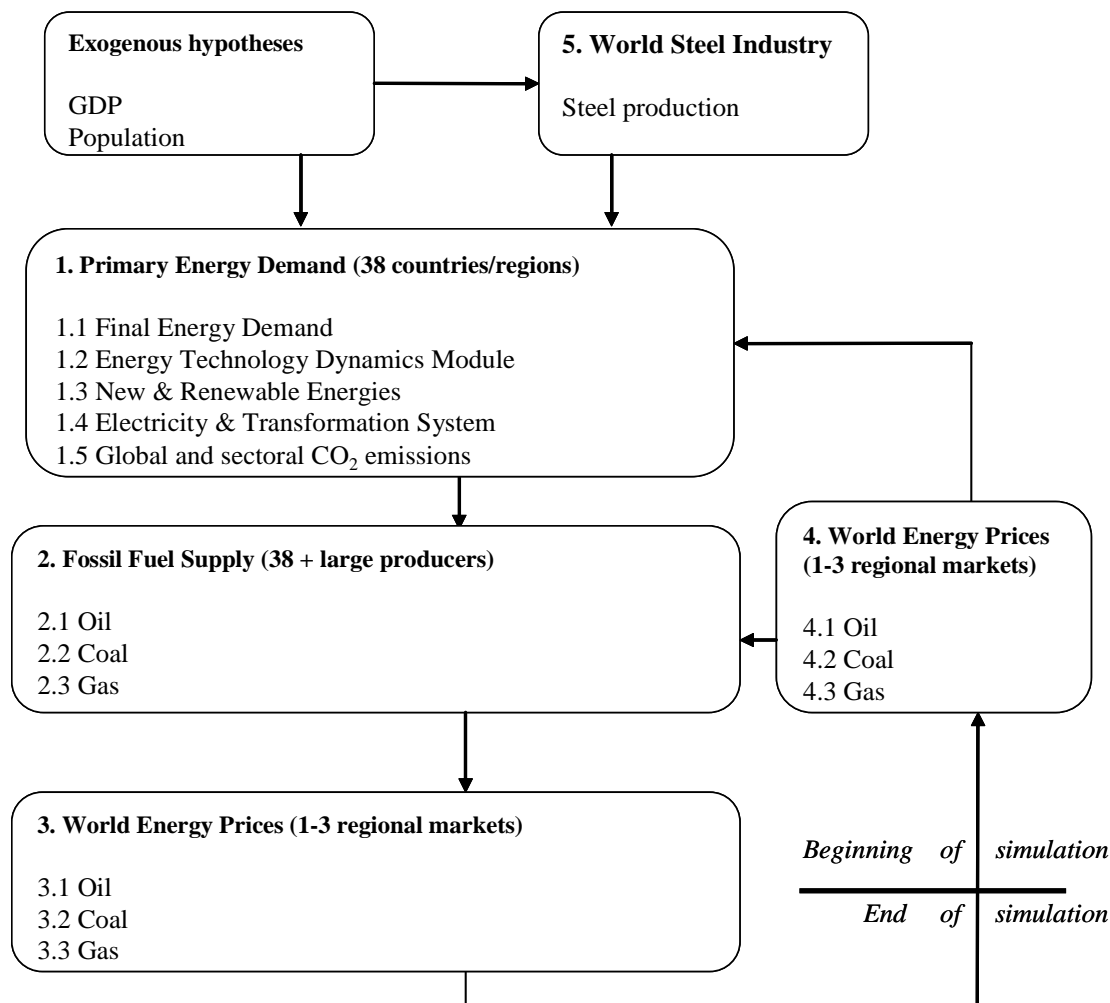 Exogenous hypotheses
GDP
Population
5. World Steel Industry
Steel production
1. Primary Energy Demand (38 countries/regions)
1.1 Final Energy Demand
1.2 Energy Technology Dynamics Module
1.3 New & Renewable Energies
1.4 Electricity & Transformation System
1.5 Global and sectoral CO₂ emissions
2. Fossil Fuel Supply (38 + large producers)
2.1 Oil
2.2 Coal
2.3 Gas
4. World Energy Prices
(1-3 regional markets)
4.1 Oil
4.2 Coal
4.3 Gas
3. World Energy Prices (1-3 regional markets)
3.1 Oil
3.2 Coal
3.3 Gas
Beginning of simulation
End of simulation